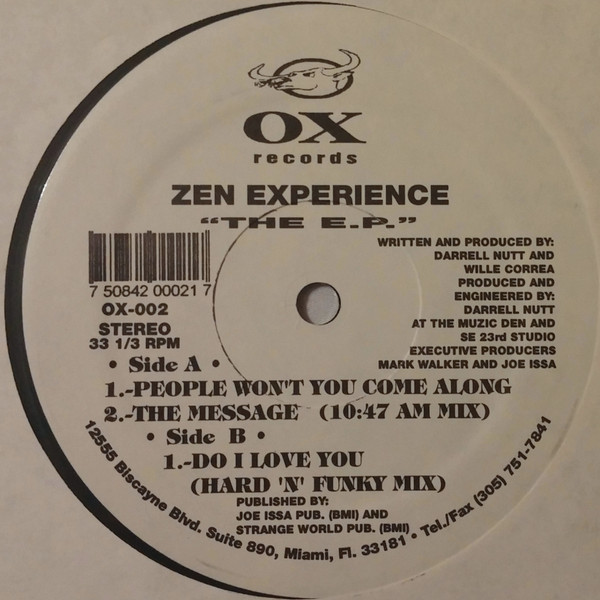 OX
records
ZEN EXPERIENCE
"THE E.P."
7 50842 00021 7
OX-002
STEREO
33 1/3 RPM
WRITTEN AND PRODUCED BY:
DARRELL NUTT AND
WILLE CORREA
PRODUCED AND
ENGINEERED BY:
DARRELL NUTT
AT THE MUZIC DEN AND
SE 23rd STUDIO
EXECUTIVE PRODUCERS
MARK WALKER AND JOE ISSA
• Side A •
1.-PEOPLE WON'T YOU COME ALONG
2.-THE MESSAGE (10:47 AM MIX)
• Side B •
1.-DO I LOVE YOU
(HARD 'N' FUNKY MIX)
PUBLISHED BY:
JOE ISSA PUB. (BMI) AND
STRANGE WORLD PUB. (BMI)
12555 Biscayne Blvd. Suite 890, Miami, Fl. 33181 • Tel./Fax (305) 751-7841